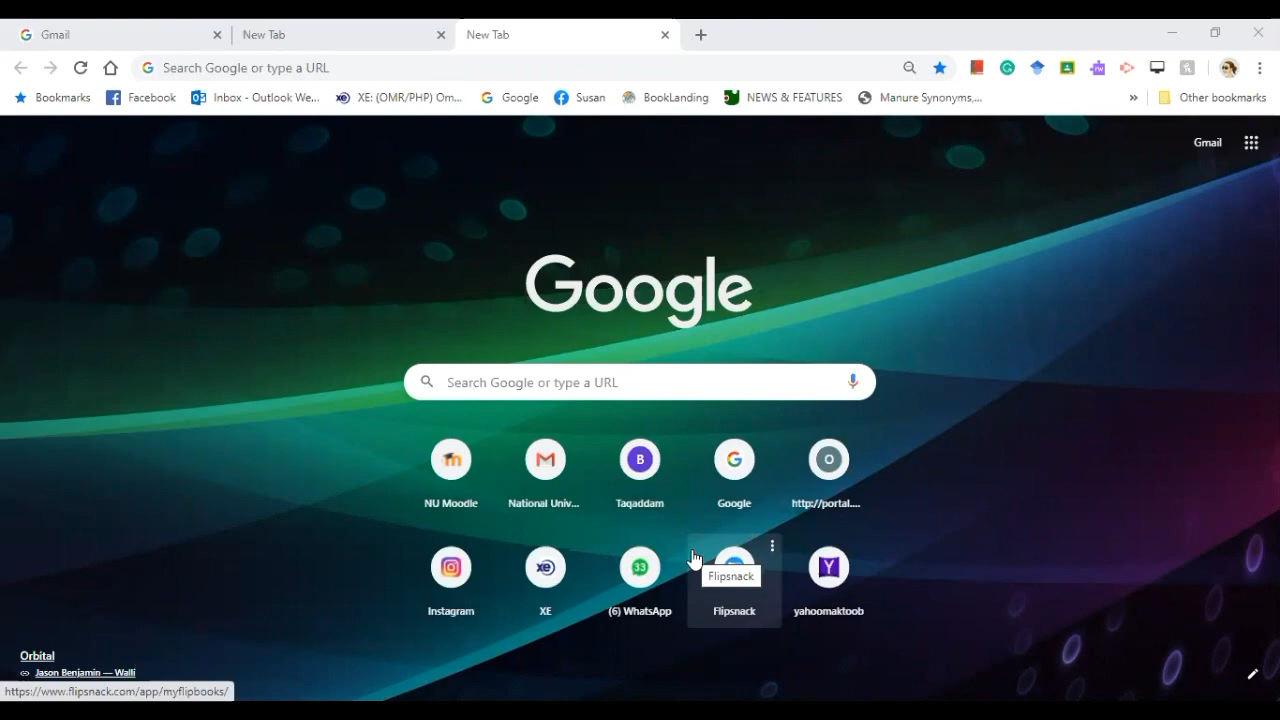 Gmail
New Tab
New Tab
Search Google or type a URL
Bookmarks
Facebook
Inbox - Outlook We...
XE: (OMR/PHP) Om...
Google
Susan
BookLanding
NEWS & FEATURES
Manure Synonyms,...
Other bookmarks
Gmail
Google
Search Google or type a URL
B
O
NU Moodle
National Univ...
Taqaddam
Google
http://portal....
xe
33
Y
Flipsnack
Instagram
XE
(6) WhatsApp
Flipsnack
yahoomaktoob
Orbital
Jason Benjamin — Walli
https://www.flipsnack.com/app/myflipbooks/